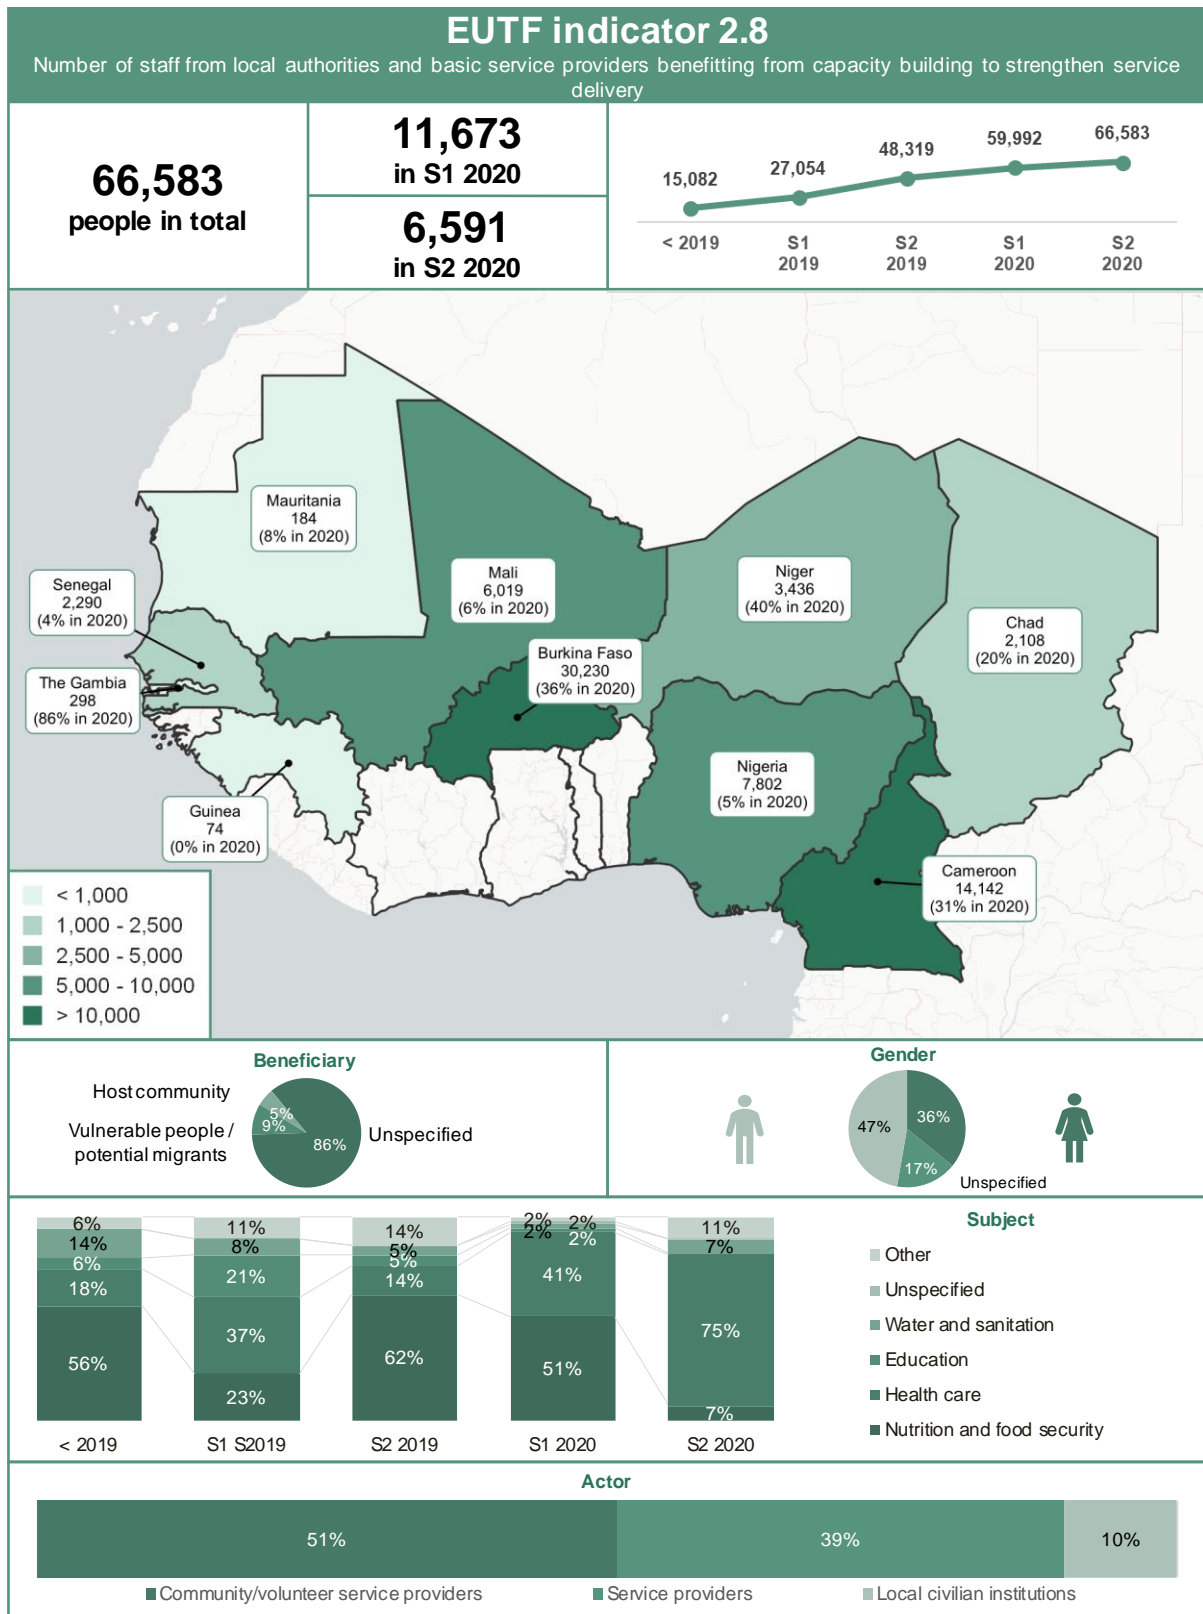 EUTF indicator 2.8
Number of staff from local authorities and basic service providers benefitting from capacity building to strengthen service
delivery
66,583
people in total
11,673
in S1 2020
6,591
in S2 2020
15,082
27,054
48,319
59,992
66,583
< 2019
S1
2019
S2
2019
S1
2020
S2
2020
Mauritania
184
(8% in 2020)
Senegal
2,290
(4% in 2020)
The Gambia
298
(86% in 2020)
Guinea
74
(0% in 2020)
Mali
6,019
(6% in 2020)
Burkina Faso
30,230
(36% in 2020)
Niger
3,436
(40% in 2020)
Chad
2,108
(20% in 2020)
Nigeria
7,802
(5% in 2020)
Cameroon
14,142
(31% in 2020)
< 1,000
1,000 - 2,500
2,500 - 5,000
5,000 - 10,000
> 10,000
Beneficiary
Host community
Vulnerable people /
potential migrants
5%
9%
86%
Unspecified
Gender
47%
36%
17%
Unspecified
6%
14%
6%
18%
56%
11%
8%
21%
37%
23%
14%
5%
5%
14%
62%
2%
2%
2%
2%
41%
51%
11%
7%
75%
7%
< 2019
S1 S2019
S2 2019
S1 2020
S2 2020
Subject
Other
Unspecified
Water and sanitation
Education
Health care
Nutrition and food security
Actor
51%
39%
10%
Community/volunteer service providers
Service providers
Local civilian institutions